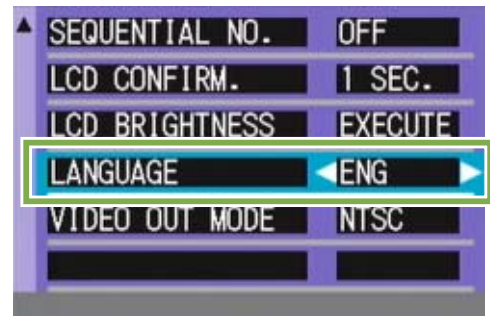 SEQUENTIAL NO. OFF
LCD CONFIRM. 1 SEC.
LCD BRIGHTNESS EXECUTE
LANGUAGE ENG
VIDEO OUT MODE NTSC